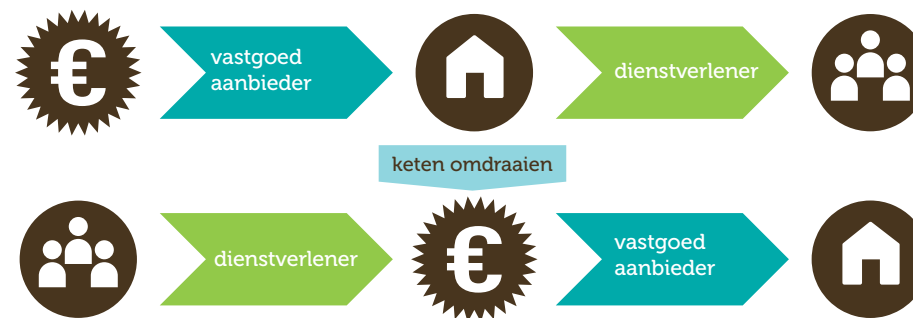 €
vastgoed
aanbieder
dienstverlener
keten omdraaien
dienstverlener
€
vastgoed
aanbieder